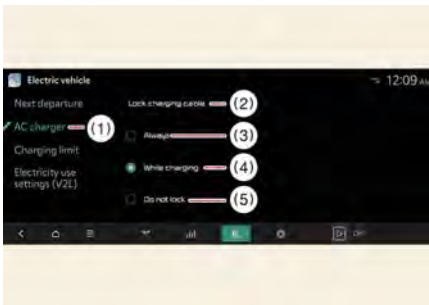 Electric vehicle
12:09 AM
Next departure
Lock charging cable
(2)
AC charger
(1)
Always
(3)
Charging limit
While charging
(4)
Electricity use
settings (V2L)
Do not lock
(5)